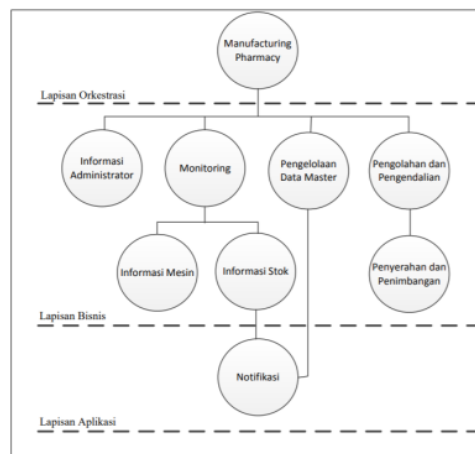 Manufacturing
Pharmacy
Lapisan Orkestrasi
Informasi
Administrator
Monitoring
Pengelolaan
Data Master
Pengolahan dan
Pengendalian
Informasi Mesin
Informasi Stok
Penyerahan dan
Penimbangan
Lapisan Bisnis
Notifikasi
Lapisan Aplikasi